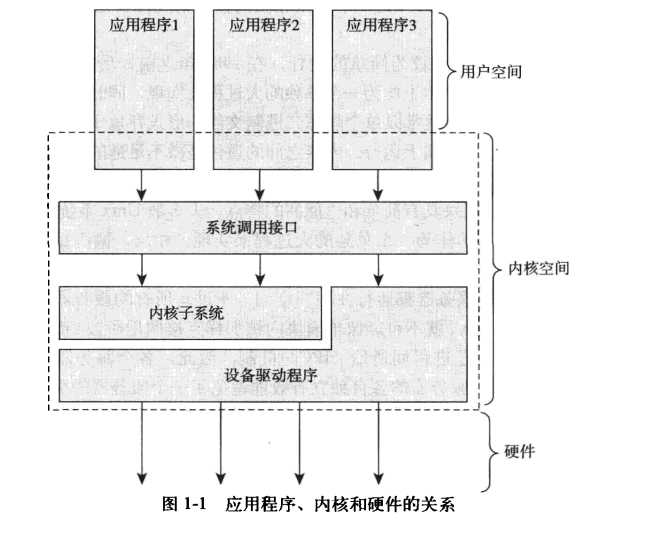 应用程序1 应用程序2 应用程序3
用户空间
系统调用接口
内核空间
内核子系统
设备驱动程序
硬件
图 1-1 应用程序、内核和硬件的关系